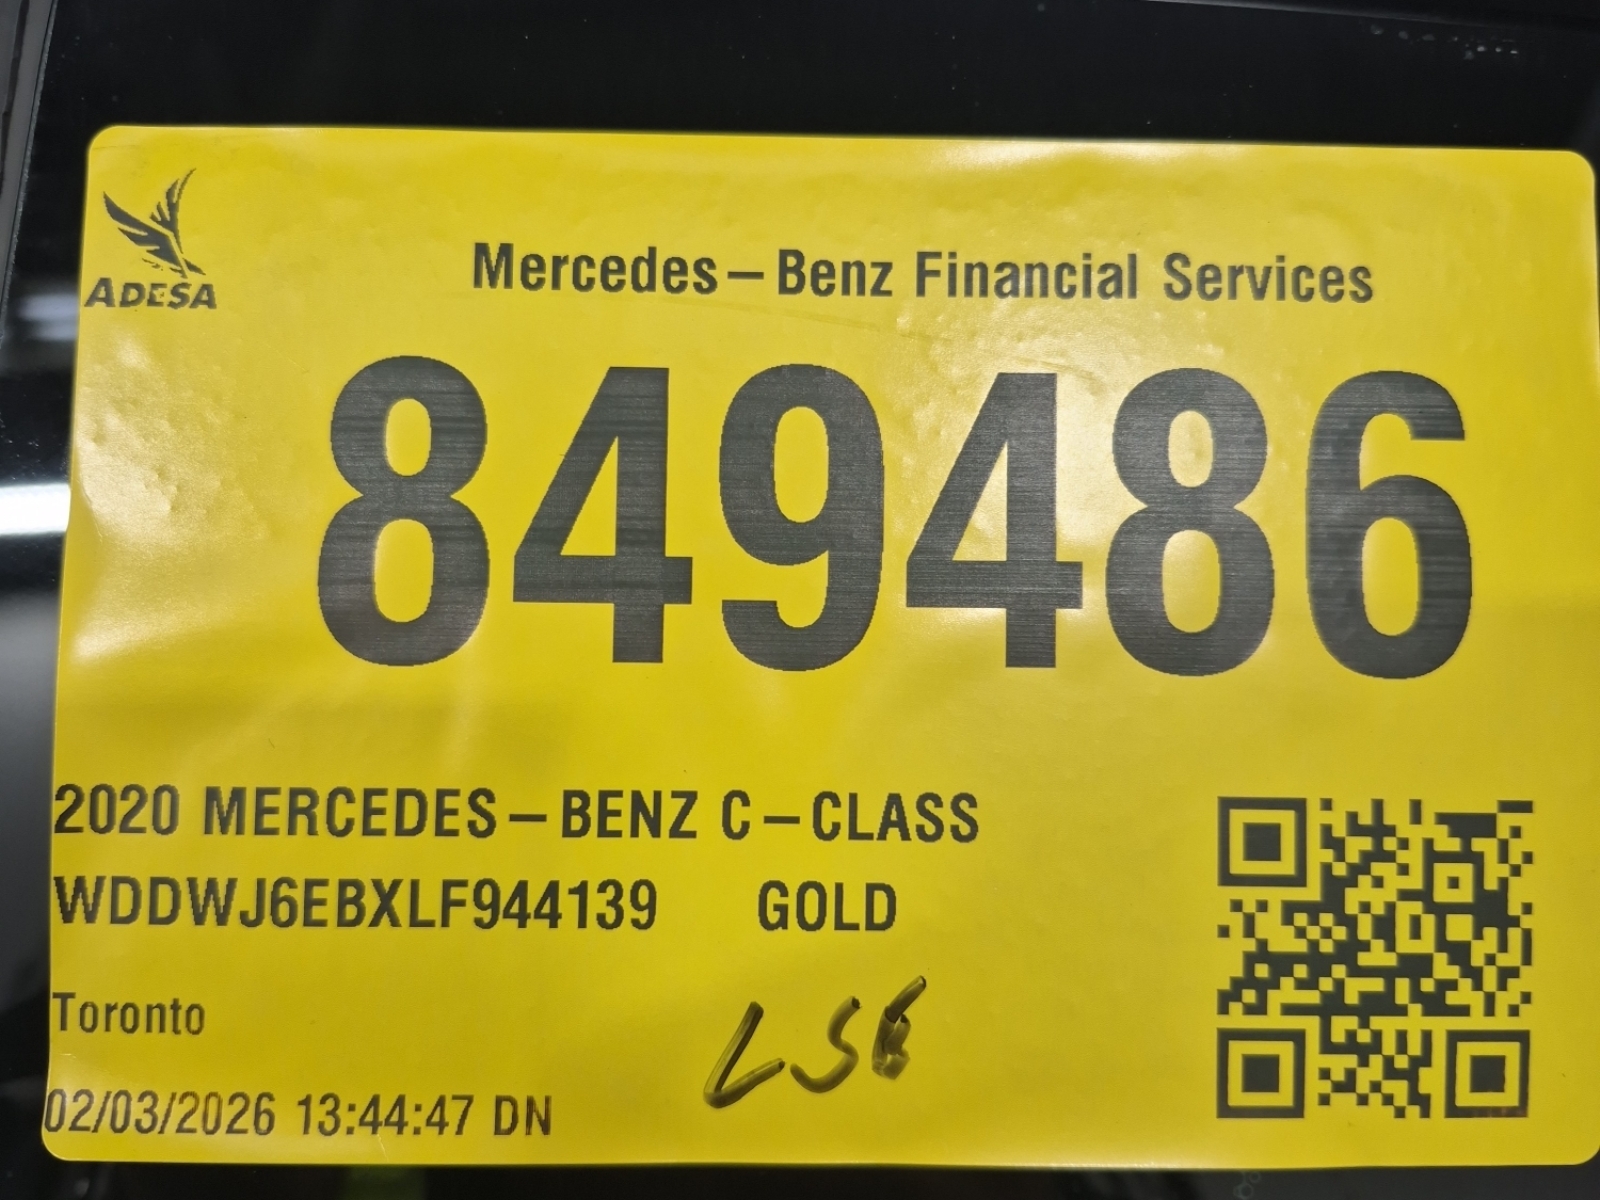 ADESA
Mercedes-Benz Financial Services
849486
2020 MERCEDES-BENZ C-CLASS
WDDWJ6EBXLF944139 GOLD
Toronto
02/03/2026 13:44:47 DN